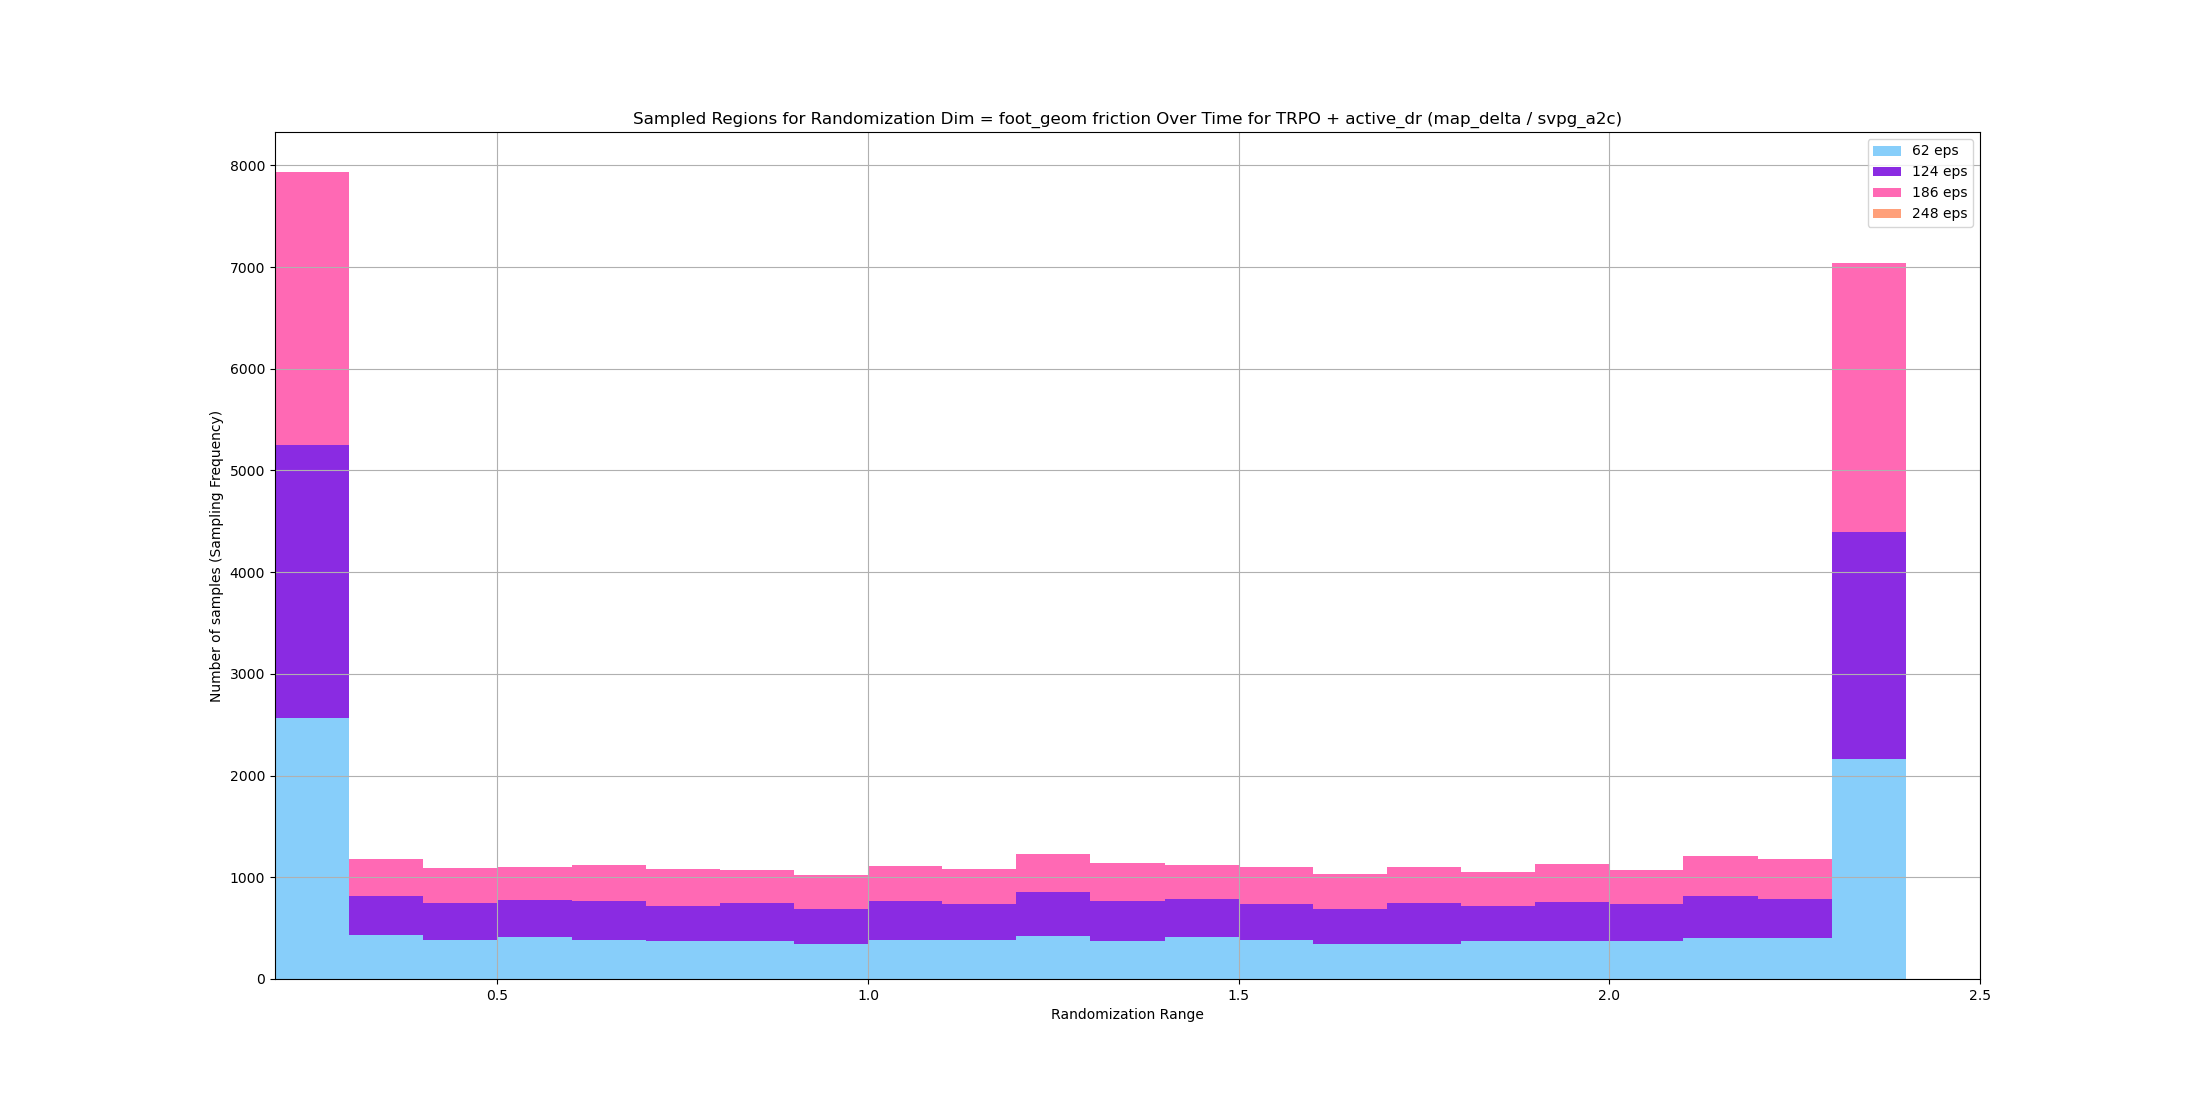 Sampled Regions for Randomization Dim = foot_geom friction Over Time for TRPO + active_dr (map_delta / svpg_a2c)
62 eps
124 eps
186 eps
248 eps
Number of samples (Sampling Frequency)
8000
7000
6000
5000
4000
3000
2000
1000
0
0.5
1.0
1.5
2.0
2.5
Randomization Range